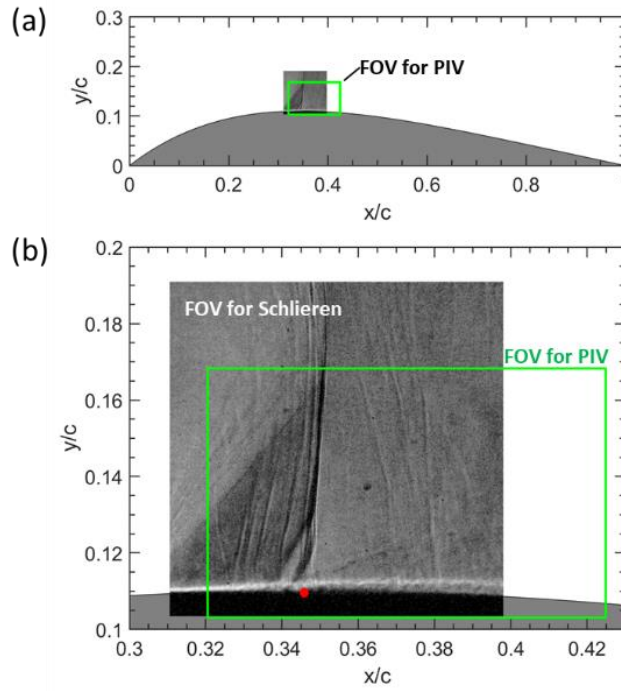 (a)
0.3
0.2
0.1
0
y/c
FOV for PIV
0 0.2 0.4 0.6 0.8
x/c
(b)
0.2
0.18
0.16
0.14
0.12
0.1
y/c
FOV for Schlieren
FOV for PIV
0.3 0.32 0.34 0.36 0.38 0.4 0.42
x/c